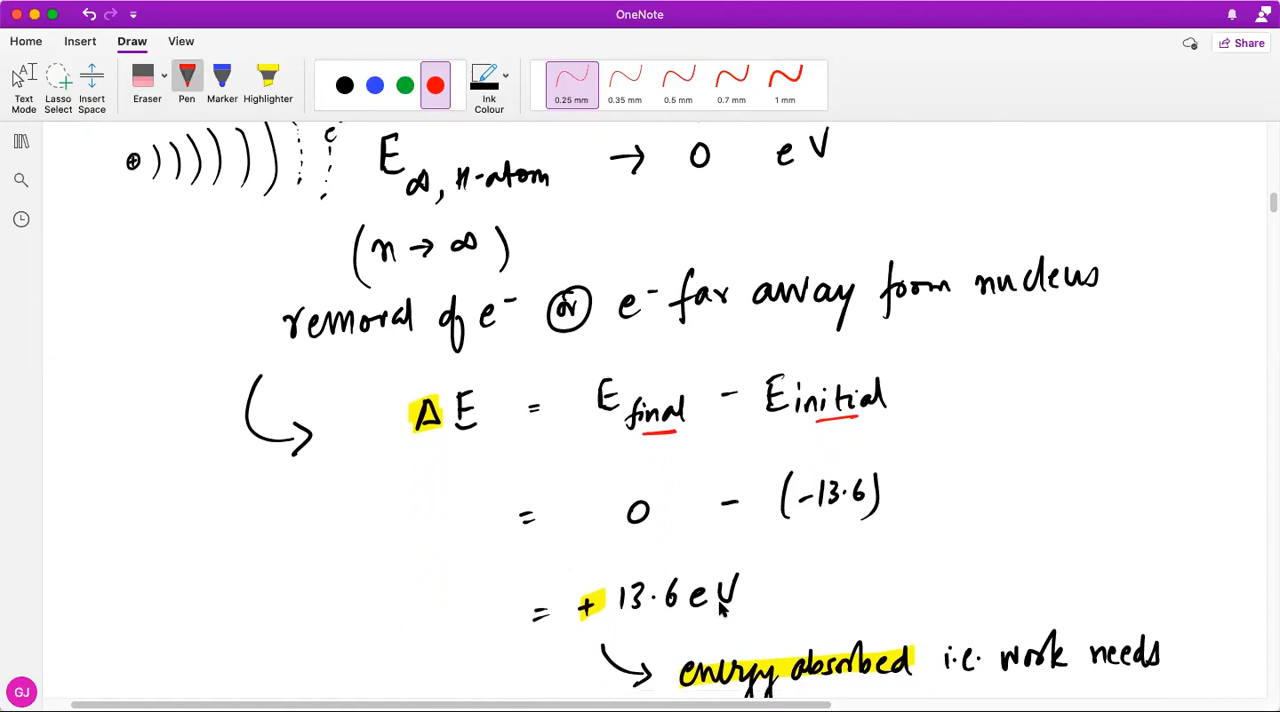 OneNote
Home Insert Draw View
Share
Text Mode
Lasso Select
Insert Space
Eraser
Pen
Marker
Highlighter
Ink Colour
0.25 mm
0.35 mm
0.5 mm
0.7 mm
1 mm
⊕ ) ) ) ) ) ) e E∞, H-atom → 0 eV
(n → ∞)
removal of e⁻ or e⁻ far away from nucleus
ΔE = E final - E initial
= 0 - (-13.6)
= + 13.6 eV
energy absorbed i.e. work needs
GJ